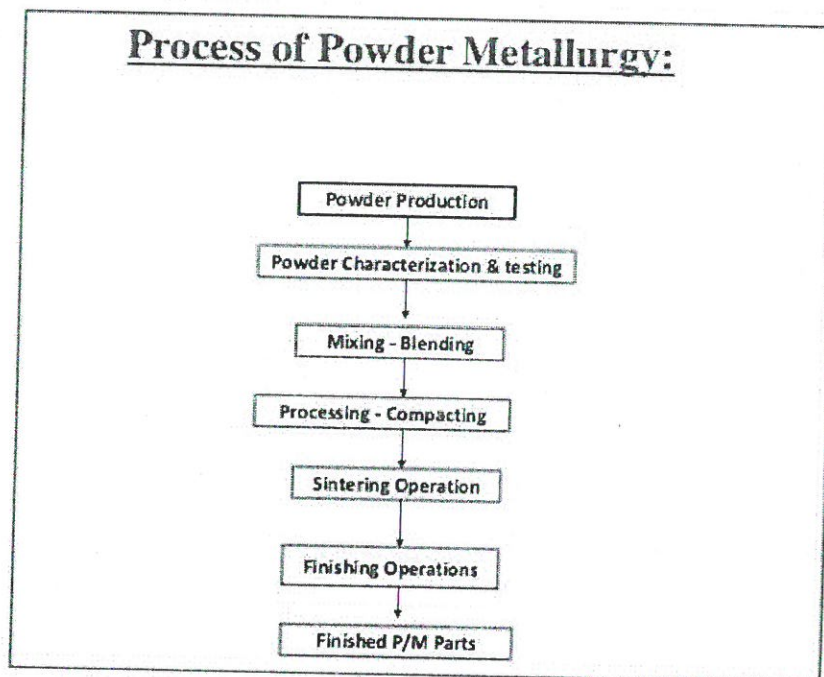 Process of Powder Metallurgy:
Powder Production
Powder Characterization & testing
Mixing - Blending
Processing - Compacting
Sintering Operation
Finishing Operations
Finished P/M Parts